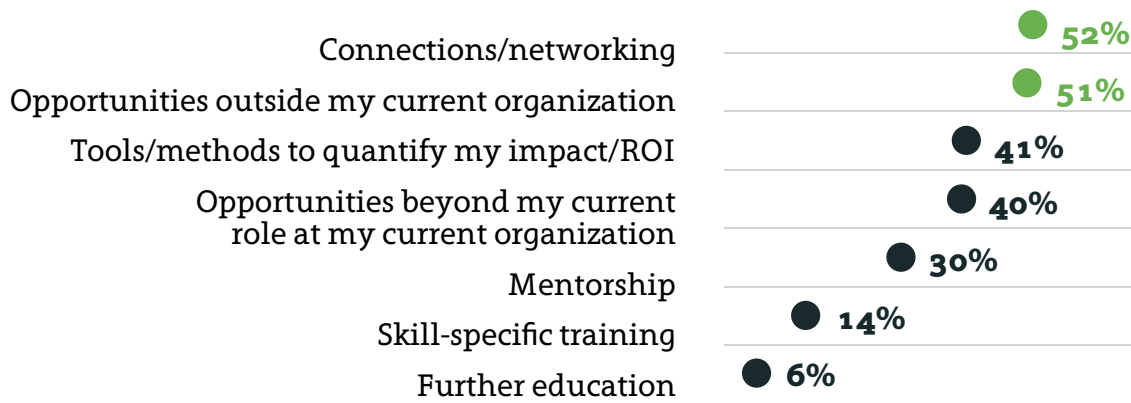 Connections/networking 52%
Opportunities outside my current organization 51%
Tools/methods to quantify my impact/ROI 41%
Opportunities beyond my current
role at my current organization 40%
Mentorship 30%
Skill-specific training 14%
Further education 6%